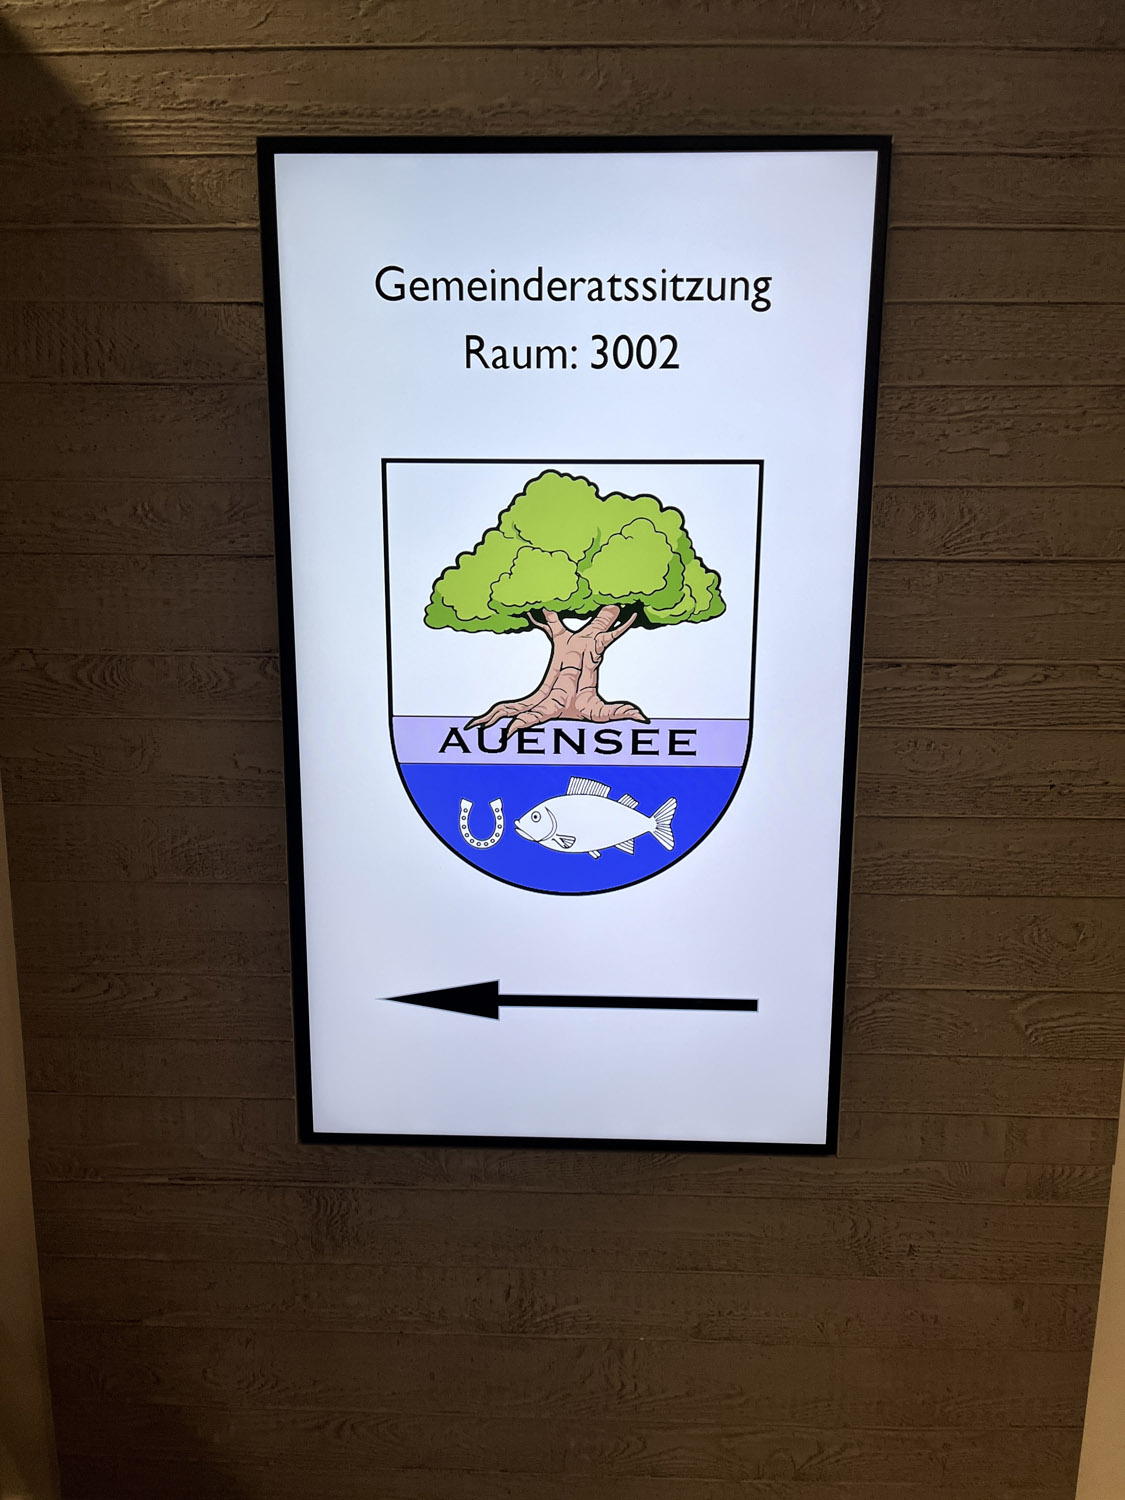 Gemeinderatssitzung
Raum: 3002
AUENSEE